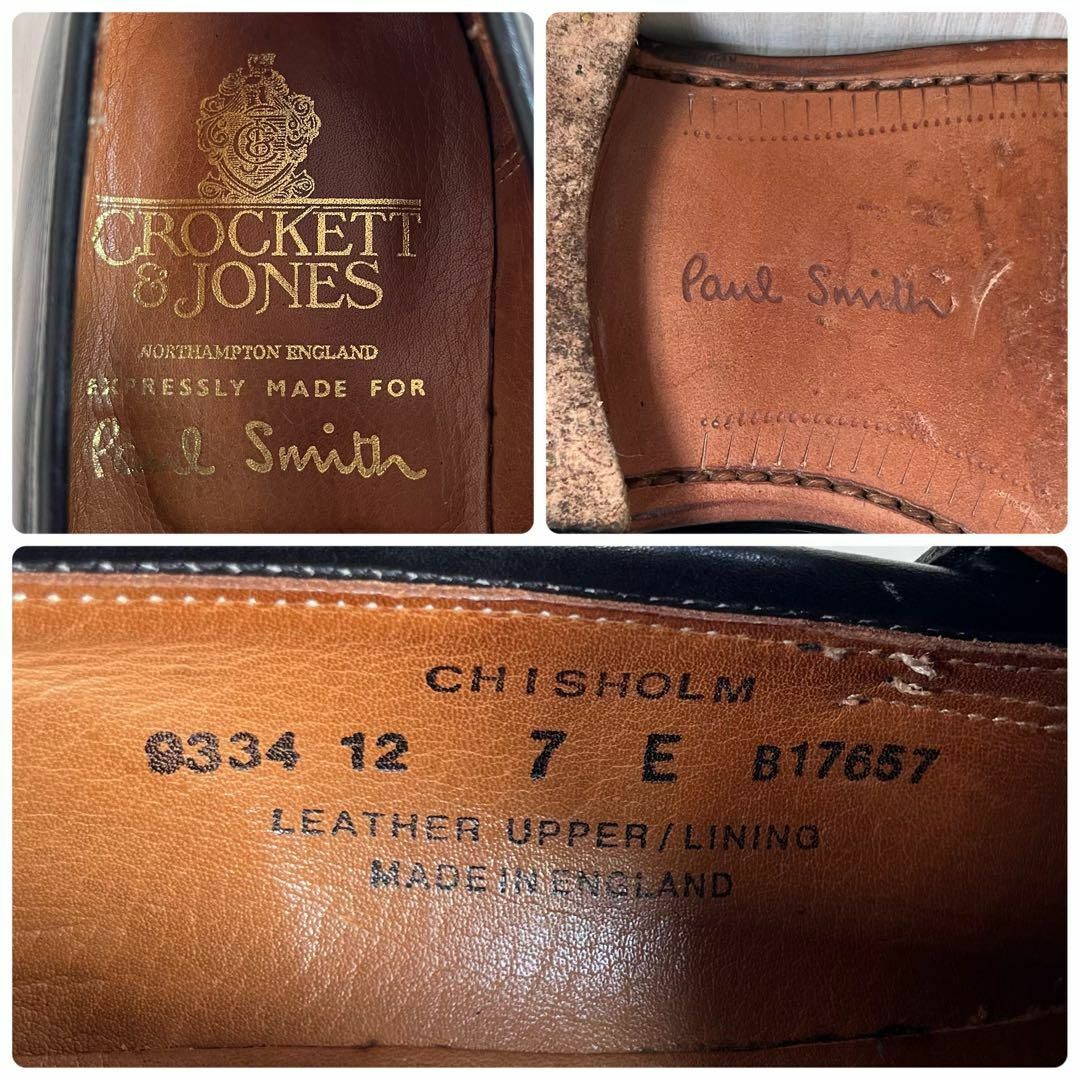 CROCKETT
& JONES
NORTHAMPTON ENGLAND
EXPRESSLY MADE FOR
Paul Smith
Paul Smith
CHISHOLM
9334 12 7 E B17657
LEATHER UPPER/LINING
MADE IN ENGLAND